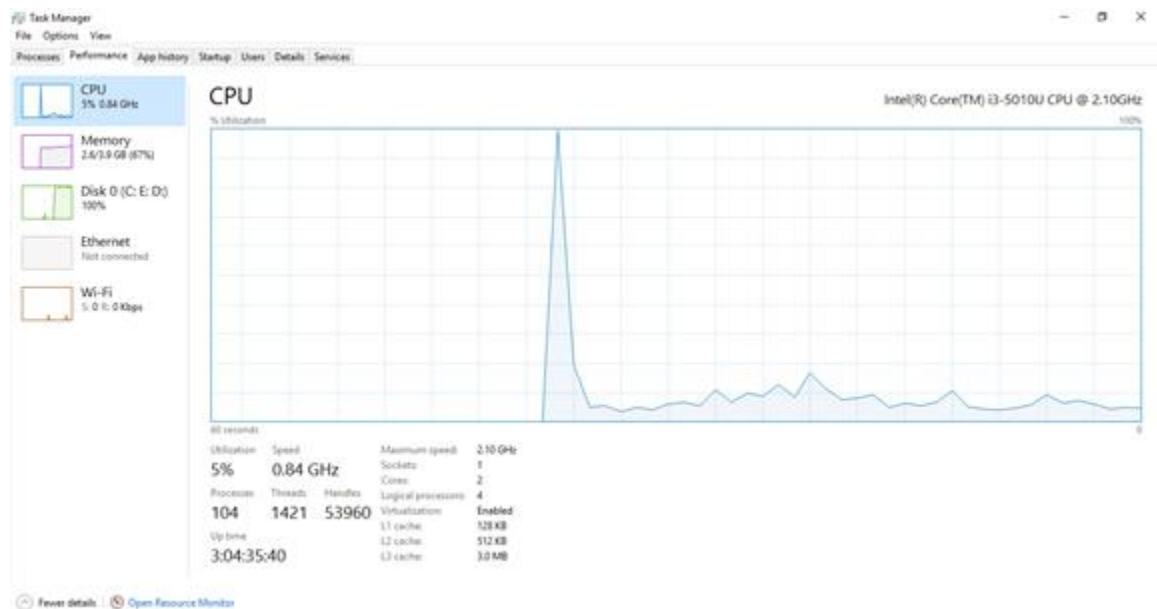 Task Manager
File Options View
Processes Performance App history Startup Users Details Services
CPU
5% 0.84 GHz
Memory
2.6/3.9 GB (67%)
Disk 0 (C: E: D:)
100%
Ethernet
Not connected
Wi-Fi
S: 0 R: 0 Kbps
CPU
Intel(R) Core(TM) i3-5010U CPU @ 2.10GHz
% Utilization 100%
60 seconds 0
Utilization Speed
5% 0.84 GHz
Processes Threads Handles
104 1421 53960
Up time
3:04:35:40
Maximum speed: 2.10 GHz
Sockets: 1
Cores: 2
Logical processors: 4
Virtualization: Enabled
L1 cache: 128 KB
L2 cache: 512 KB
L3 cache: 3.0 MB
Fewer details Open Resource Monitor